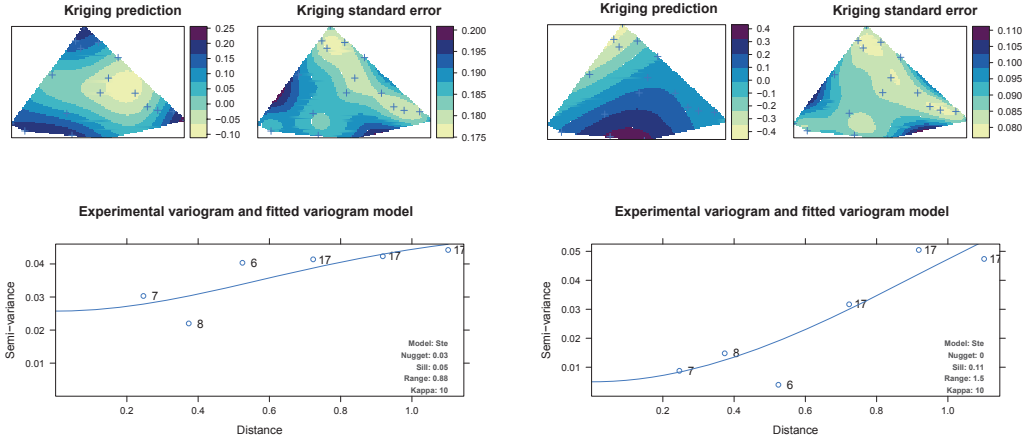 Kriging prediction
0.25
0.20
0.15
0.10
0.05
0.00
−0.05
−0.10
Kriging standard error
0.200
0.195
0.190
0.185
0.180
0.175
Kriging prediction
0.4
0.3
0.2
0.1
0.0
−0.1
−0.2
−0.3
−0.4
Kriging standard error
0.110
0.105
0.100
0.095
0.090
0.085
0.080
Experimental variogram and fitted variogram model
Semi−variance
0.04
0.03
0.02
0.01
7
8
6
17
17
17
Model: Ste
Nugget: 0.03
Sill: 0.05
Range: 0.88
Kappa: 10
0.2 0.4 0.6 0.8 1.0
Distance
Experimental variogram and fitted variogram model
Semi−variance
0.05
0.04
0.03
0.02
0.01
7
8
6
17
17
17
Model: Ste
Nugget: 0
Sill: 0.11
Range: 1.5
Kappa: 10
0.2 0.4 0.6 0.8 1.0
Distance